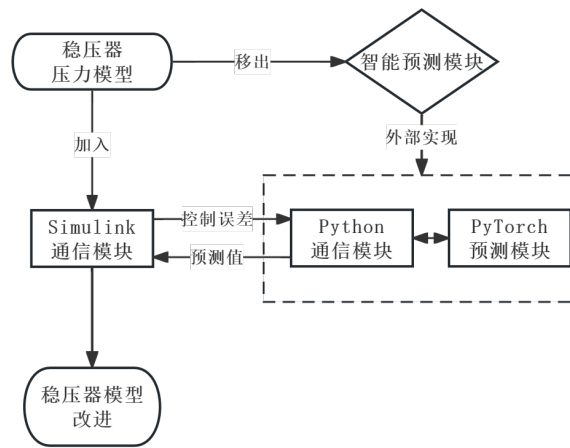 稳压器
压力模型
移出
智能预测模块
加入
外部实现
Simulink
通信模块
控制误差
预测值
Python
通信模块
PyTorch
预测模块
稳压器模型
改进